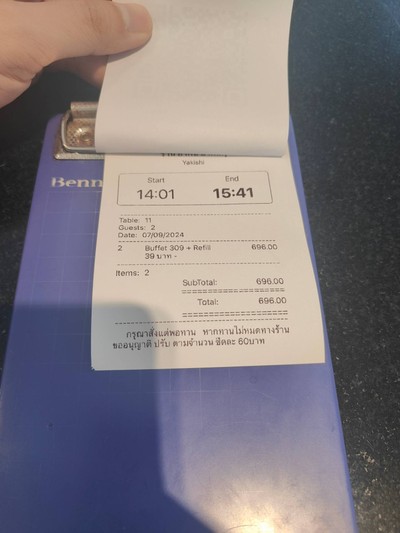 Yakishi
Start End
14:01 15:41
Benn
Table: 11
Guests: 2
Date: 07/09/2024
2 Buffet 309 + Refill 696.00
39 บาท -
Items: 2
SubTotal: 696.00
Total: 696.00
กรุณาสั่งแต่พอทาน หากทานไม่หมดทางร้าน
ขออนุญาติ ปรับ ตามจำนวน ขีดละ 60บาท